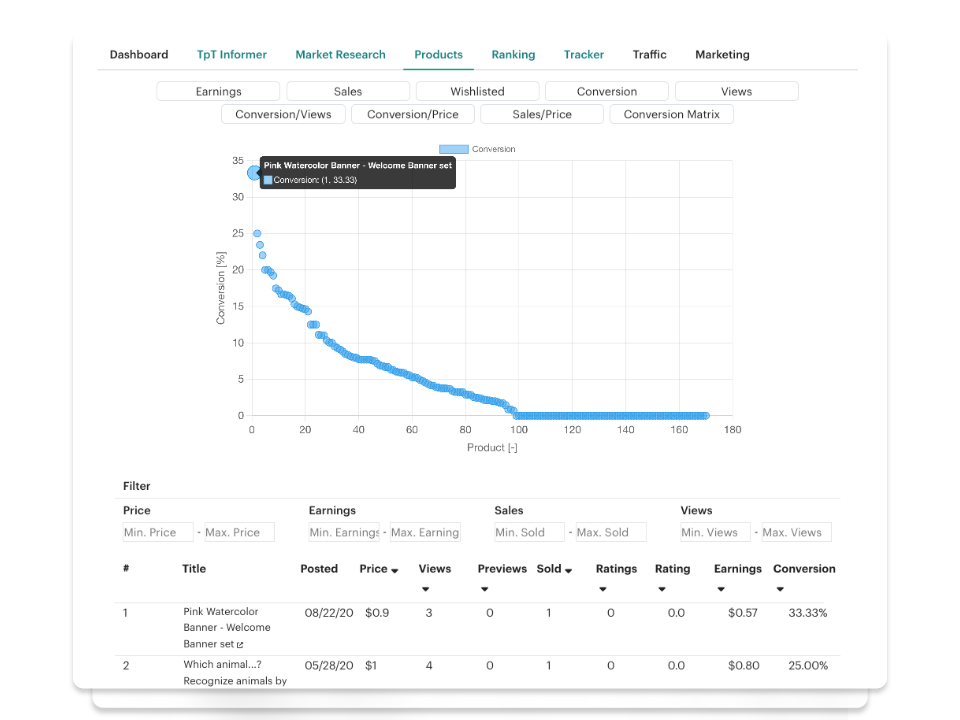 Dashboard TpT Informer Market Research Products Ranking Tracker Traffic Marketing
Earnings Sales Wishlisted Conversion Views
Conversion/Views Conversion/Price Sales/Price Conversion Matrix
Conversion
35
Pink Watercolor Banner - Welcome Banner set
Conversion: (1, 33.33)
30
25
20
15
10
5
0
Conversion [%]
0 20 40 60 80 100 120 140 160 180
Product [-]
Filter
Price Earnings Sales Views
Min. Price - Max. Price Min. Earnings - Max. Earning Min. Sold - Max. Sold Min. Views - Max. Views
# Title Posted Price Views Previews Sold Ratings Rating Earnings Conversion
1 Pink Watercolor 08/22/20 $0.9 3 0 1 0 0.0 $0.57 33.33%
Banner - Welcome
Banner set
2 Which animal...? 05/28/20 $1 4 0 1 0 0.0 $0.80 25.00%
Recognize animals by